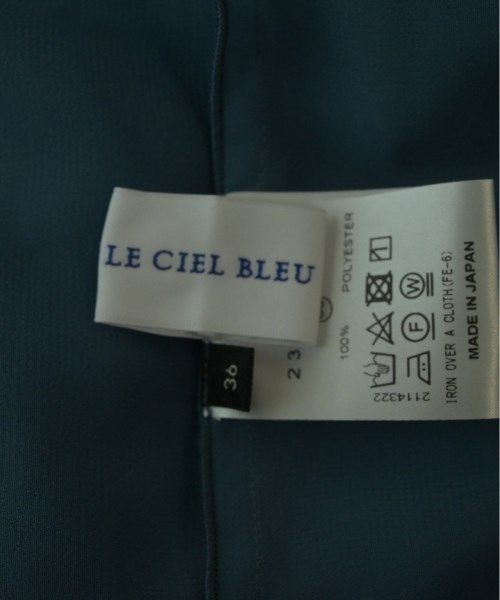 LE CIEL BLEU
36
23
100% POLYESTER
W
F
2114322
IRON OVER A CLOTH(FE-6)
MADE IN JAPAN